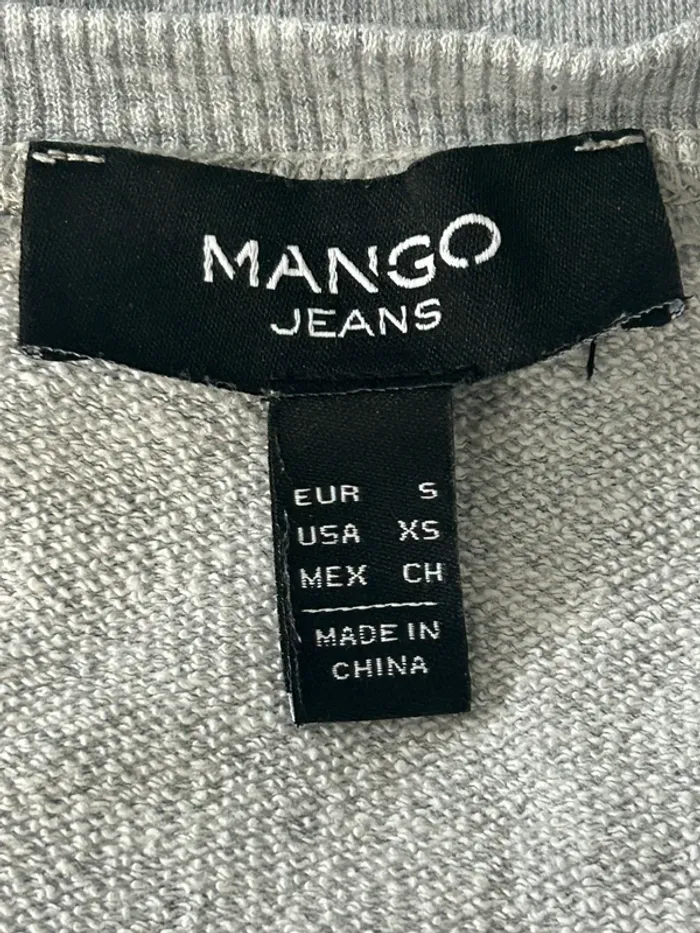 MANGO
JEANS
EUR S
USA XS
MEX CH
MADE IN
CHINA